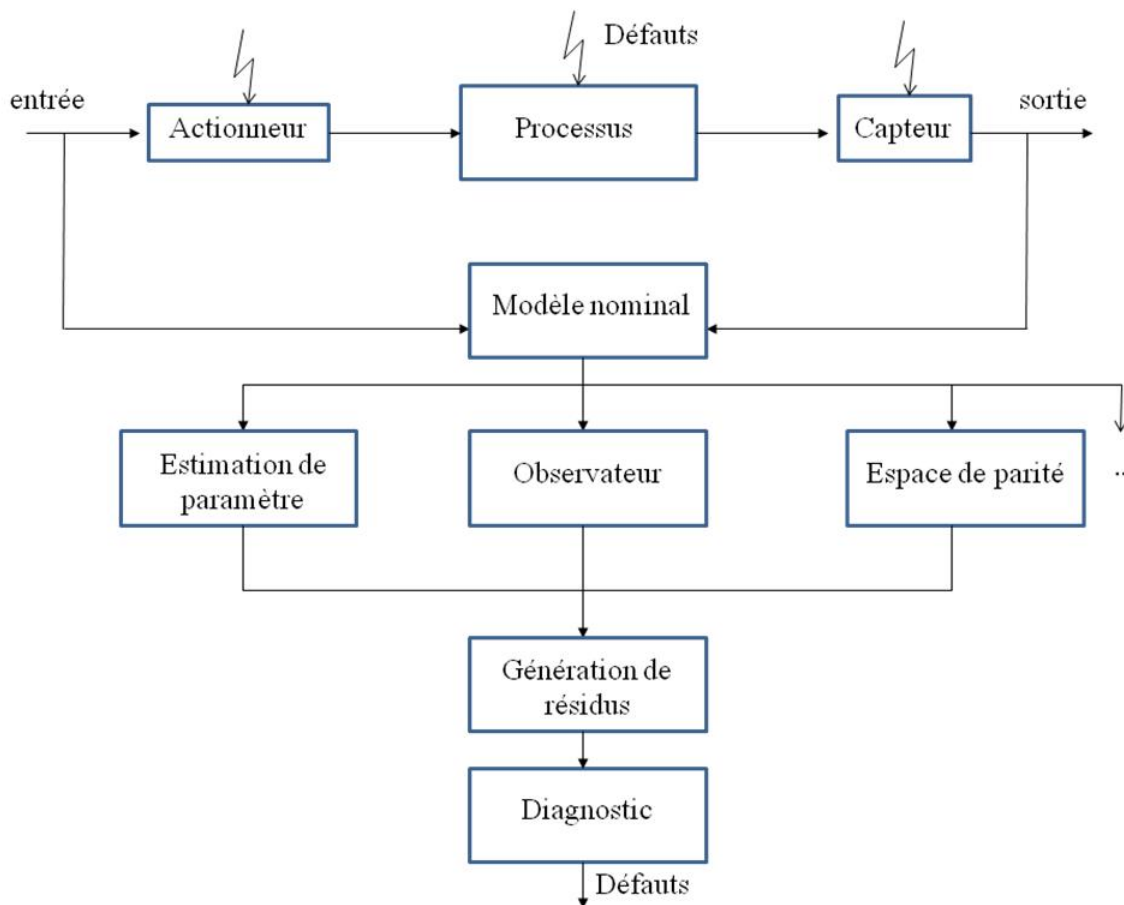 Défauts
entrée
Actionneur
Processus
Capteur
sortie
Modèle nominal
Estimation de
paramètre
Observateur
Espace de parité
..
Génération de
résidus
Diagnostic
Défauts